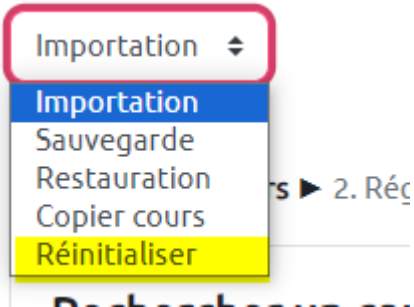 Importation
Importation
Sauvegarde
Restauration
Copier cours
Réinitialiser
rs ► 2. Rég